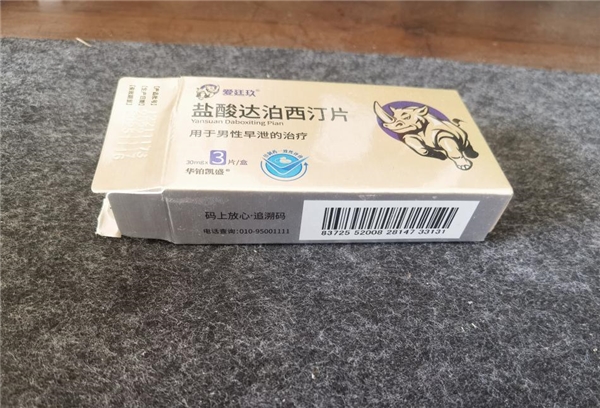 爱廷玖®
盐酸达泊西汀片
Yansuan Daboxiting Pian
用于男性早泄的治疗
30mg×3片/盒
华铂凯盛®
码上放心·追溯码
电话查询:010-95001111
83725 52008 28147 33131